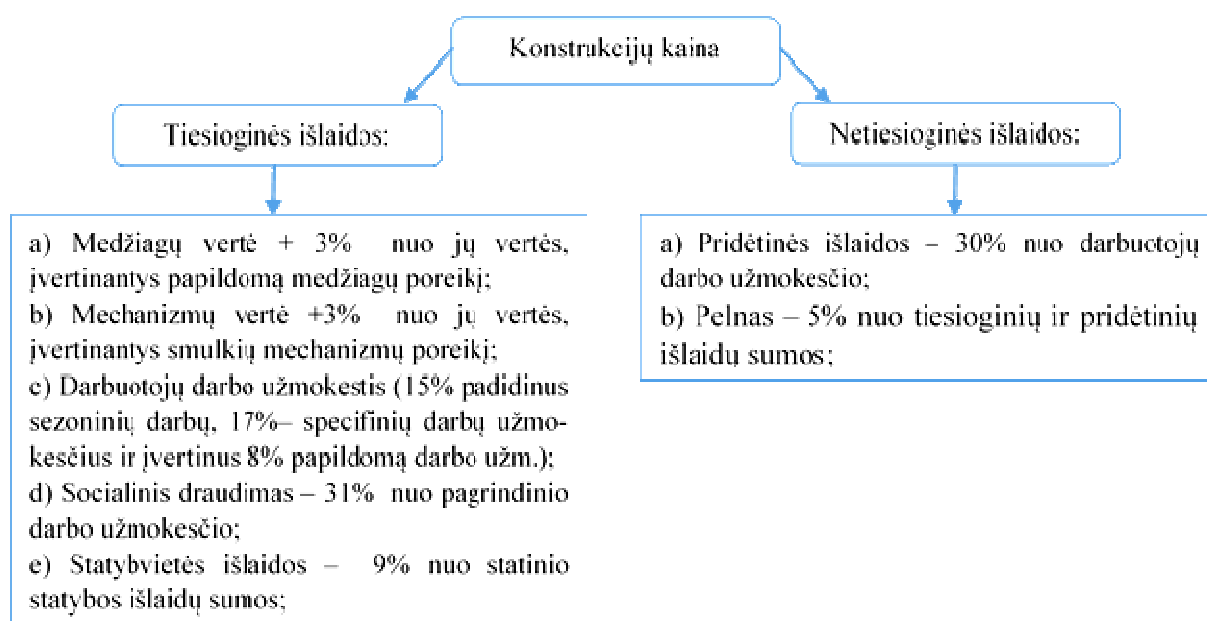 Konstrukcijų kaina
Tiesioginės išlaidos:
Netiesioginės išlaidos:
a) Medžiagų vertė + 3% nuo jų vertės,
įvertinantys papildomą medžiagų poreikį;
b) Mechanizmų vertė +3% nuo jų vertės,
įvertinantys smulkių mechanizmų poreikį;
c) Darbuotojų darbo užmokestis (15% padidinus
sezoninių darbų, 17%– specifinių darbų užmo-
kesčius ir įvertinus 8% papildomą darbo užm.);
d) Socialinis draudimas – 31% nuo pagrindinio
darbo užmokesčio;
e) Statybvietės išlaidos – 9% nuo statinio
statybos išlaidų sumos;
a) Pridėtinės išlaidos – 30% nuo darbuotojų
darbo užmokesčio;
b) Pelnas – 5% nuo tiesioginių ir pridėtinių
išlaidų sumos;